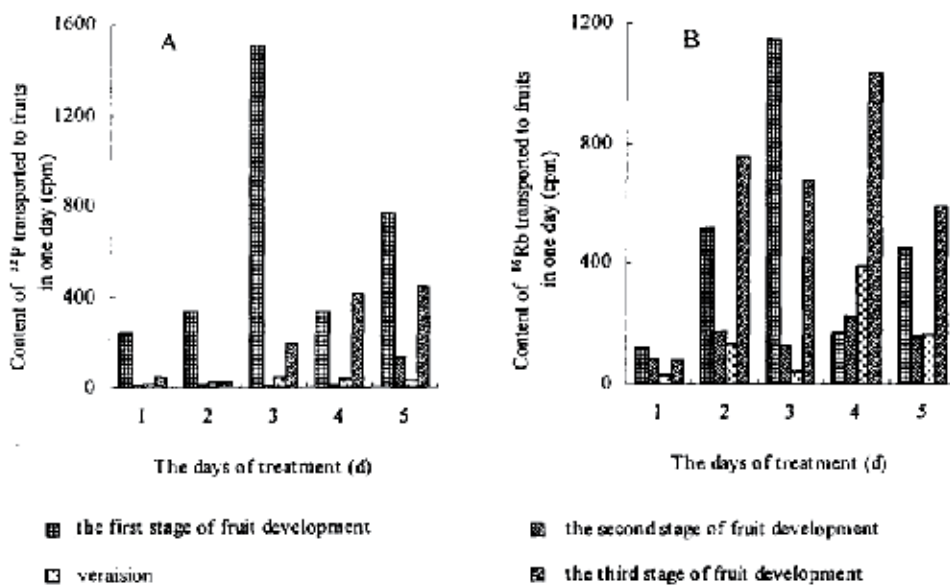 A
Content of ³²P transported to fruits in one day (cpm)
1600
1200
800
400
0
1 2 3 4 5
The days of treatment (d)
B
Content of ⁸⁶Rb transported to fruits in one day (cpm)
1200
800
400
0
1 2 3 4 5
The days of treatment (d)
the first stage of fruit development
the second stage of fruit development
veraision
the third stage of fruit development